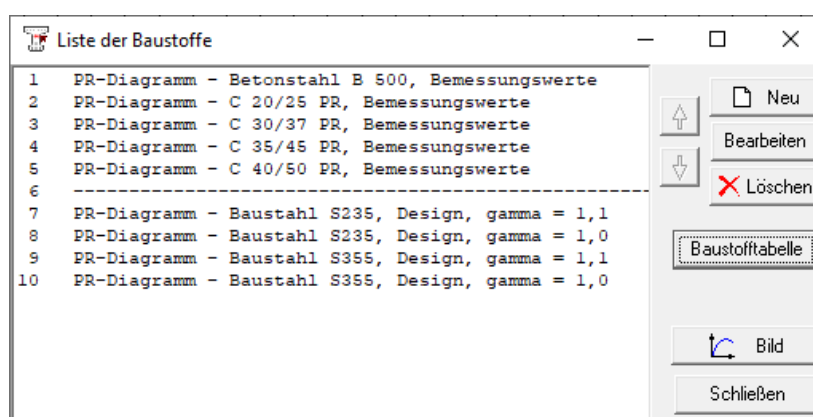 Liste der Baustoffe
1 PR-Diagramm - Betonstahl B 500, Bemessungswerte
2 PR-Diagramm - C 20/25 PR, Bemessungswerte
3 PR-Diagramm - C 30/37 PR, Bemessungswerte
4 PR-Diagramm - C 35/45 PR, Bemessungswerte
5 PR-Diagramm - C 40/50 PR, Bemessungswerte
6 ---------------------------------------------------
7 PR-Diagramm - Baustahl S235, Design, gamma = 1,1
8 PR-Diagramm - Baustahl S235, Design, gamma = 1,0
9 PR-Diagramm - Baustahl S355, Design, gamma = 1,1
10 PR-Diagramm - Baustahl S355, Design, gamma = 1,0
Neu
Bearbeiten
Löschen
Baustofftabelle
Bild
Schließen